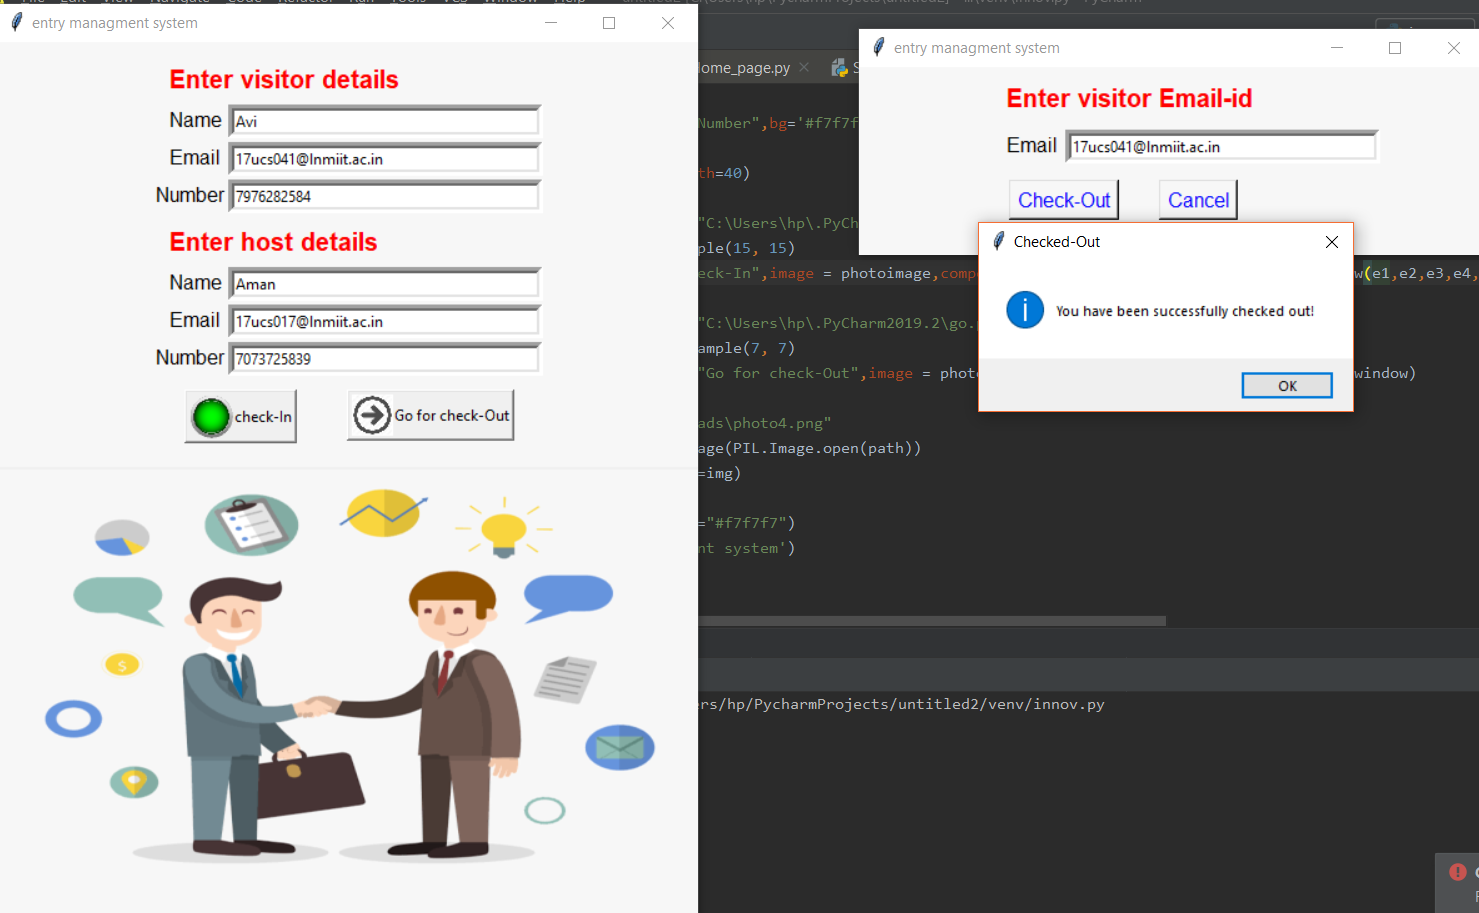 entry managment system
Enter visitor details
Name Avi
Email 17ucs041@lnmiit.ac.in
Number 7976282584
Enter host details
Name Aman
Email 17ucs017@lnmiit.ac.in
Number 7073725839
check-In Go for check-Out
$
entry managment system
Enter visitor Email-id
Email 17ucs041@lnmiit.ac.in
Check-Out Cancel
Checked-Out
You have been successfully checked out!
OK
ome_page.py
Number",bg='#f7f7f
th=40)
"C:\Users\hp\.PyCh
ple(15, 15)
eck-In",image = photoimage,comp w(e1,e2,e3,e4,
"C:\Users\hp\.PyCharm2019.2\go.
ample(7, 7)
"Go for check-Out",image = phot window)
ads\photo4.png"
age(PIL.Image.open(path))
=img)
="#f7f7f7")
nt system')
ers/hp/PycharmProjects/untitled2/venv/innov.py